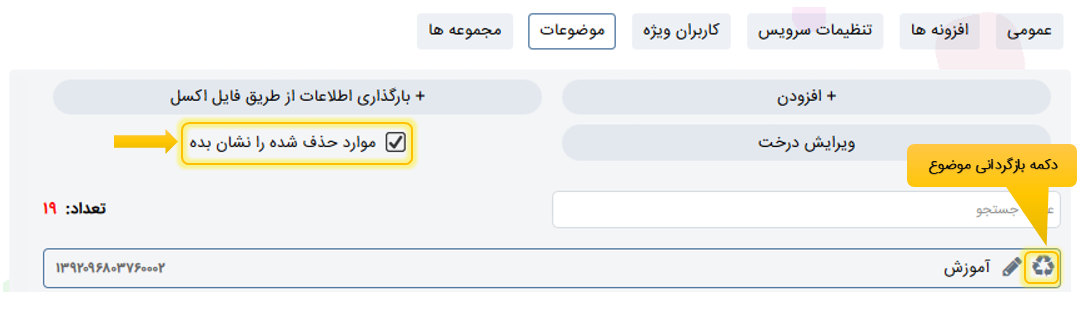 عمومی
افزونه ها
تنظیمات سرویس
کاربران ویژه
موضوعات
مجموعه ها
+ افزودن
+ بارگذاری اطلاعات از طریق فایل اکسل
ویرایش درخت
موارد حذف شده را نشان بده
دکمه بازگردانی موضوع
جستجو
تعداد: ۱۹
آموزش
۱۳۹۲۰۹۶۸۰۳۷۶۰۰۰۲